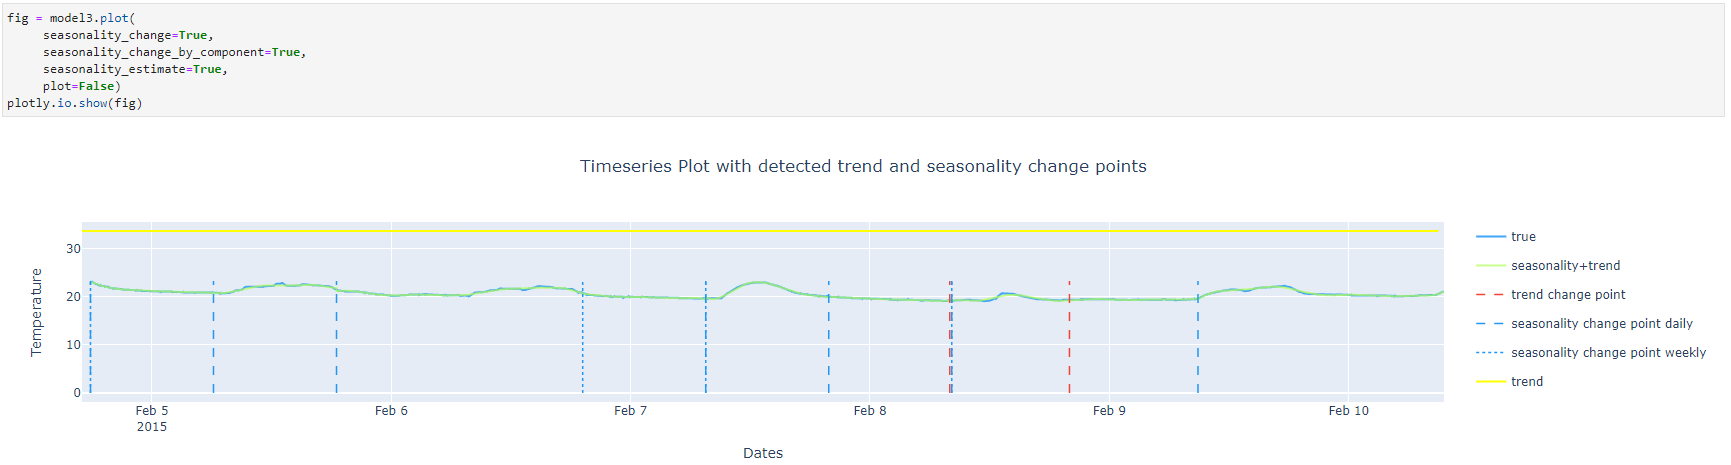 fig = model3.plot(
seasonality_change=True,
seasonality_change_by_component=True,
seasonality_estimate=True,
plot=False)
plotly.io.show(fig)
Timeseries Plot with detected trend and seasonality change points
Temperature
30
20
10
0
Feb 5
2015
Feb 6
Feb 7
Feb 8
Feb 9
Feb 10
Dates
true
seasonality+trend
trend change point
seasonality change point daily
seasonality change point weekly
trend